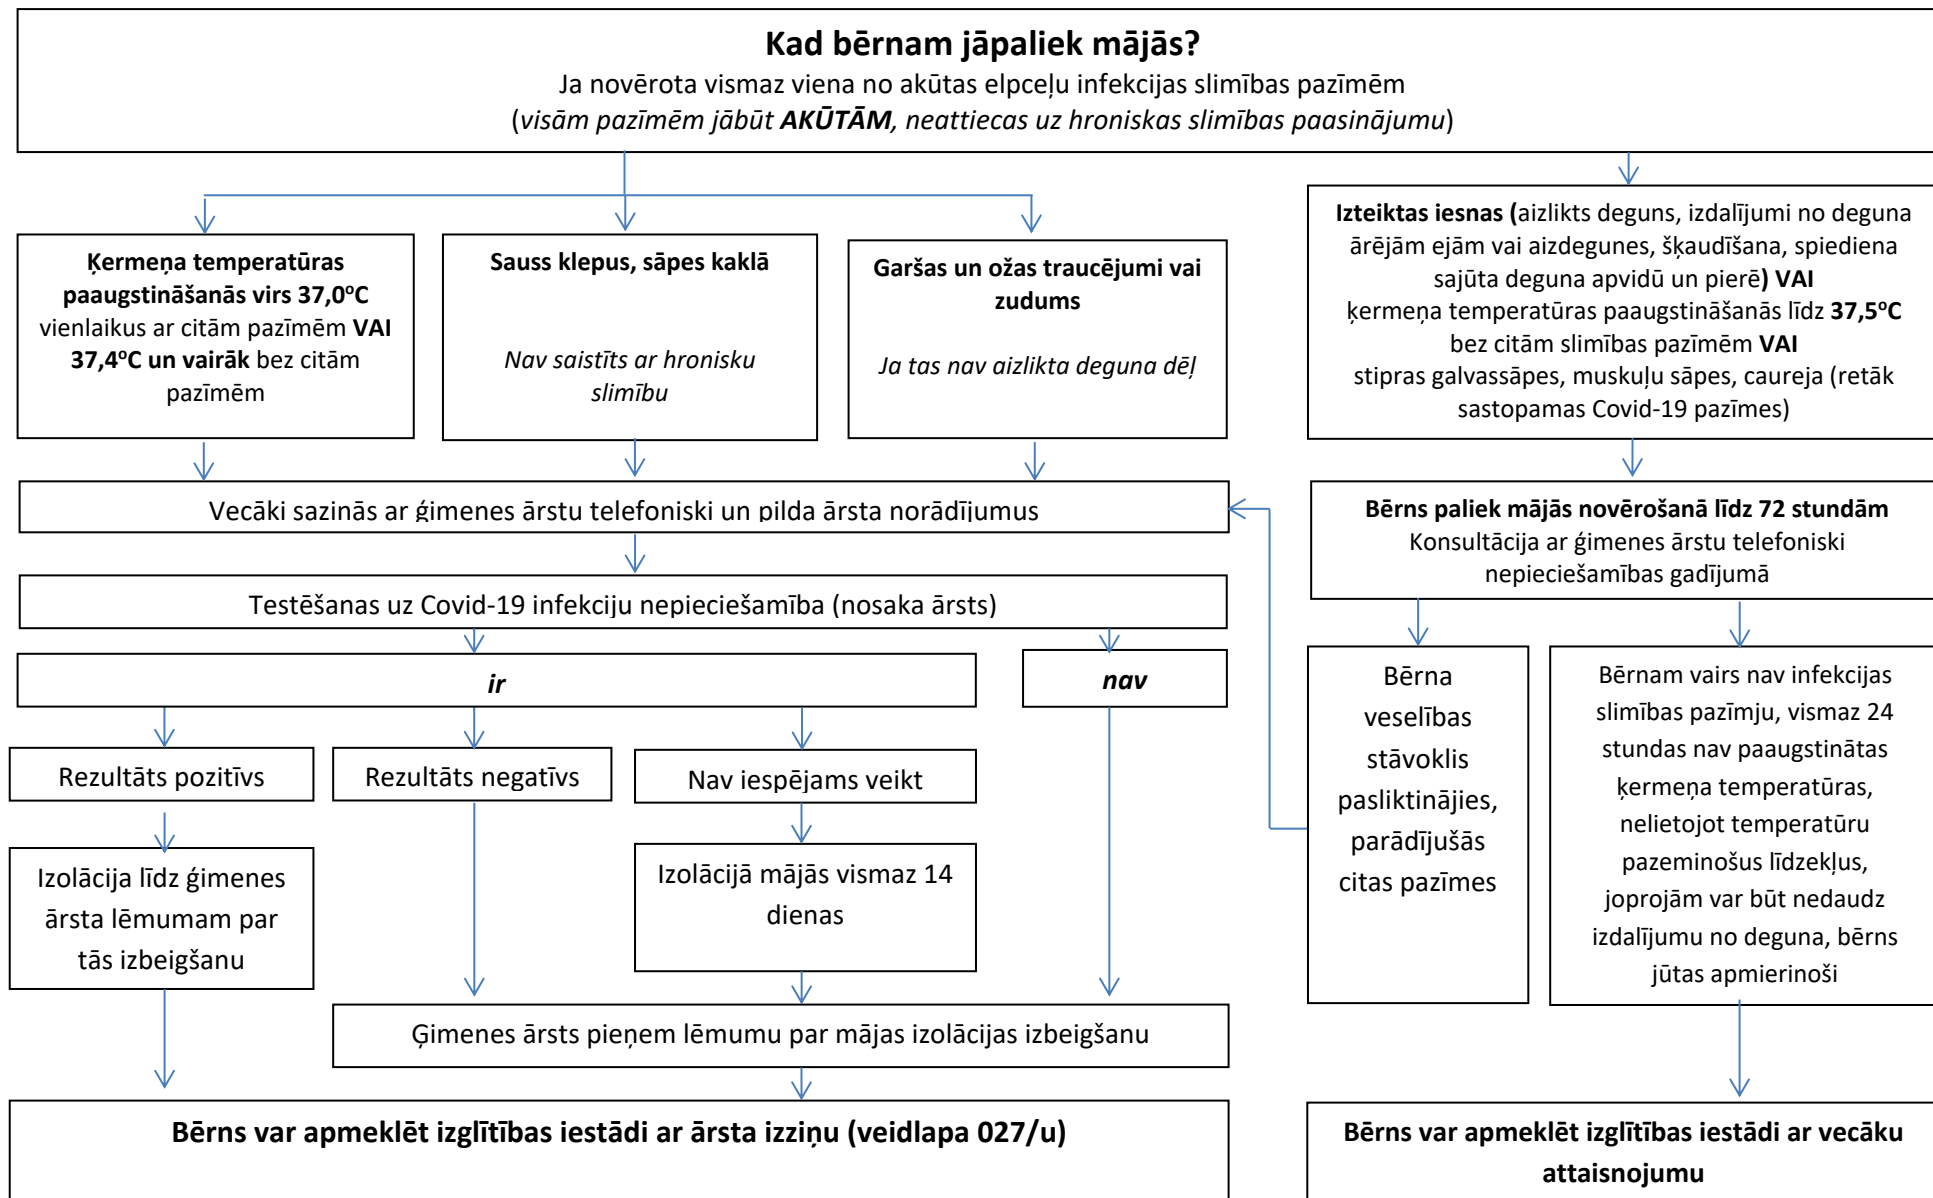 Kad bērnam jāpaliek mājās?
Ja novērota vismaz viena no akūtas elpceļu infekcijas slimības pazīmēm
(visām pazīmēm jābūt AKŪTĀM, neattiecas uz hroniskas slimības paasinājumu)
Ķermeņa temperatūras
paaugstināšanās virs 37,0°C
vienlaikus ar citām pazīmēm VAI
37,4°C un vairāk bez citām
pazīmēm
Sauss klepus, sāpes kaklā
Nav saistīts ar hronisku
slimību
Garšas un ožas traucējumi vai
zudums
Ja tas nav aizlikta deguna dēļ
Izteiktas iesnas (aizlikts deguns, izdalījumi no deguna
ārējām ejām vai aizdegunes, šķaudīšana, spiediena
sajūta deguna apvidū un pierē) VAI
ķermeņa temperatūras paaugstināšanās līdz 37,5°C
bez citām slimības pazīmēm VAI
stipras galvassāpes, muskuļu sāpes, caureja (retāk
sastopamas Covid-19 pazīmes)
Vecāki sazinās ar ģimenes ārstu telefoniski un pilda ārsta norādījumus
Bērns paliek mājās novērošanā līdz 72 stundām
Konsultācija ar ģimenes ārstu telefoniski
nepieciešamības gadījumā
Testēšanas uz Covid-19 infekciju nepieciešamība (nosaka ārsts)
ir
nav
Rezultāts pozitīvs
Rezultāts negatīvs
Nav iespējams veikt
Izolācija līdz ģimenes
ārsta lēmumam par
tās izbeigšanu
Izolācijā mājās vismaz 14
dienas
Bērna
veselības
stāvoklis
pasliktinājies,
parādījušās
citas pazīmes
Bērnam vairs nav infekcijas
slimības pazīmju, vismaz 24
stundas nav paaugstinātas
ķermeņa temperatūras,
nelietojot temperatūru
pazeminošus līdzekļus,
joprojām var būt nedaudz
izdalījumu no deguna, bērns
jūtas apmierinoši
Ģimenes ārsts pieņem lēmumu par mājas izolācijas izbeigšanu
Bērns var apmeklēt izglītības iestādi ar ārsta izziņu (veidlapa 027/u)
Bērns var apmeklēt izglītības iestādi ar vecāku
attaisnojumu